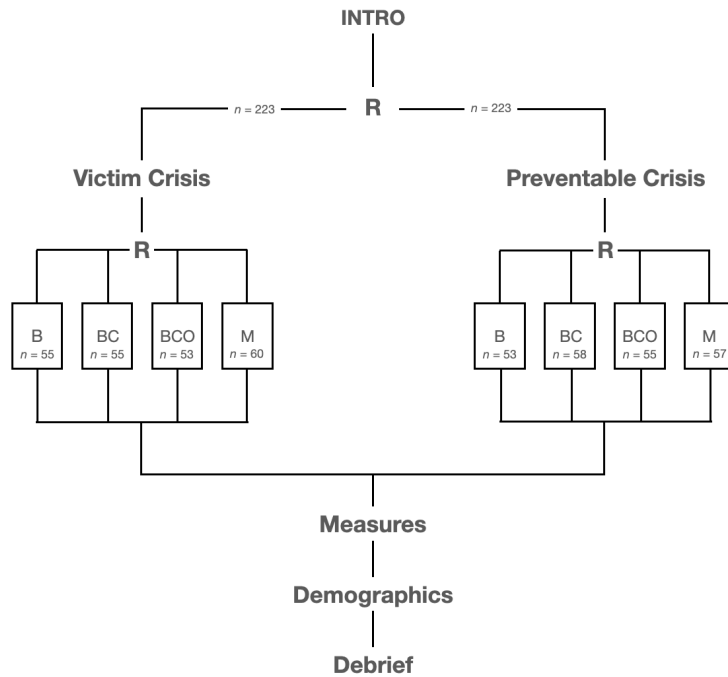 INTRO
n = 223 R n = 223
Victim Crisis Preventable Crisis
R R
B BC BCO M B BC BCO M
n = 55 n = 55 n = 53 n = 60 n = 53 n = 58 n = 55 n = 57
Measures
Demographics
Debrief